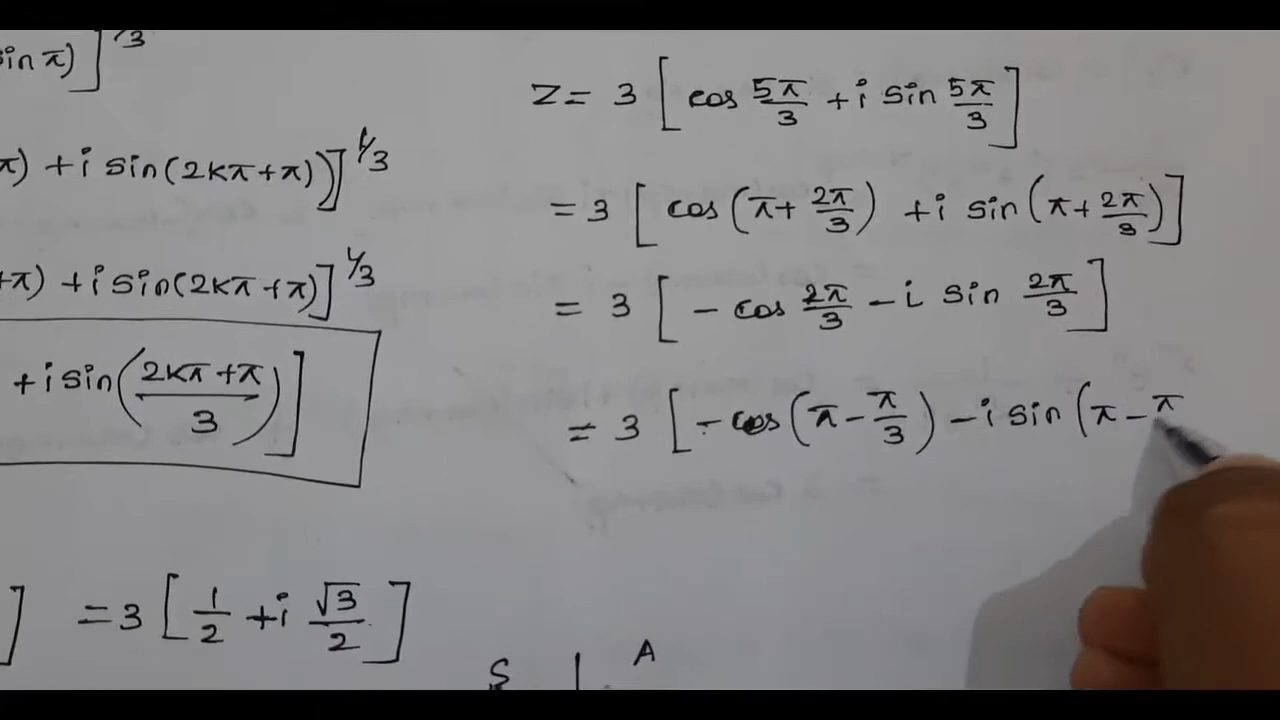 sin π)]^1/3
π) + i sin(2kπ+π))]^1/3
+π) + i sin(2kπ+π)]^1/3
+ i sin((2kπ+π)/3)]
] = 3 [1/2 + i √3/2]
Z = 3 [cos 5π/3 + i sin 5π/3]
= 3 [cos(π + 2π/3) + i sin(π + 2π/3)]
= 3 [- cos 2π/3 - i sin 2π/3]
= 3 [- cos(π - π/3) - i sin(π - π
S | A